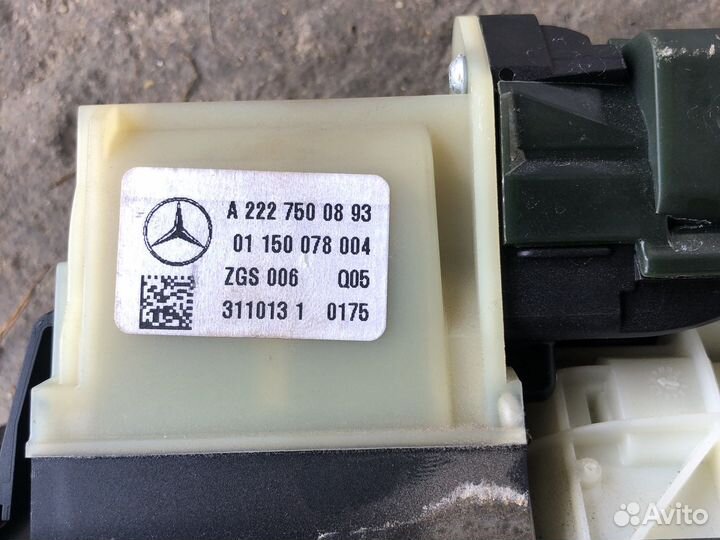 A 222 750 08 93
01 150 078 004
ZGS 006 Q05
311013 1 0175
Avito